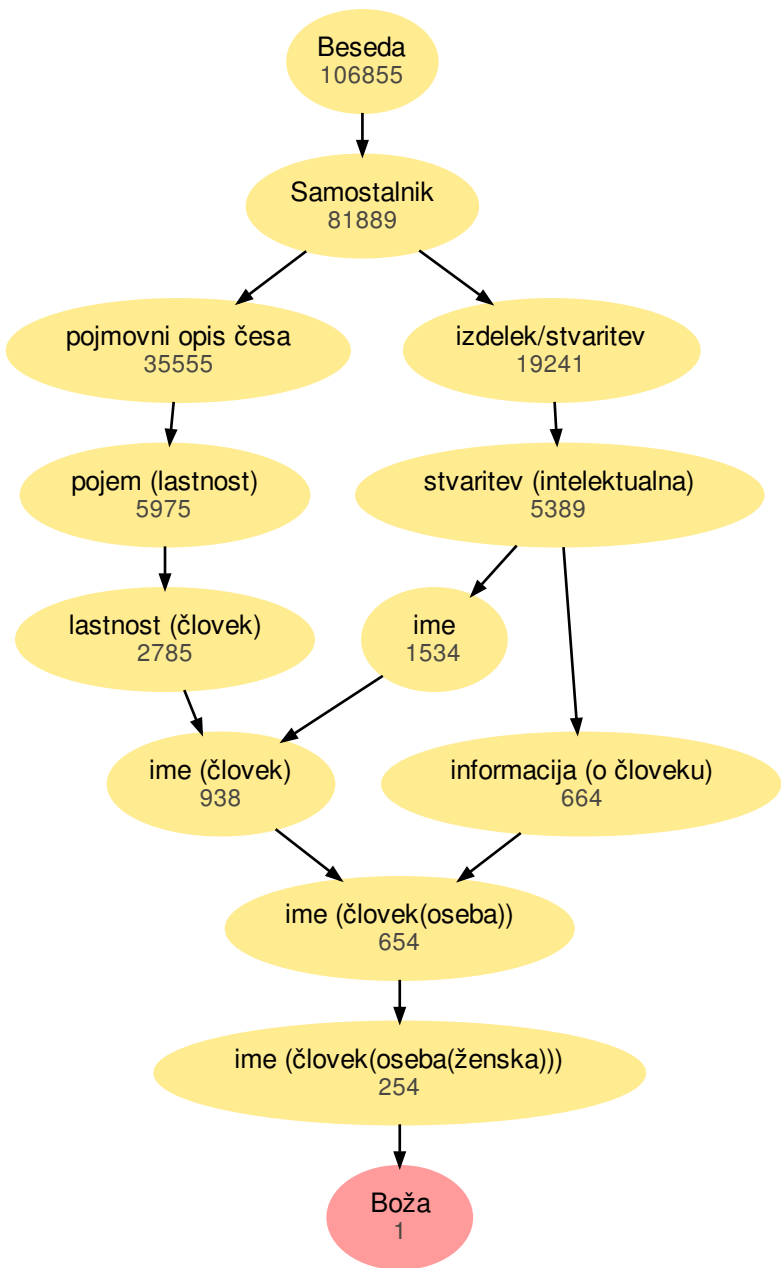 Beseda
106855
Samostalnik
81889
pojmovni opis česa
35555
izdelek/stvaritev
19241
pojem (lastnost)
5975
stvaritev (intelektualna)
5389
lastnost (človek)
2785
ime
1534
ime (človek)
938
informacija (o človeku)
664
ime (človek(oseba))
654
ime (človek(oseba(ženska)))
254
Boža
1